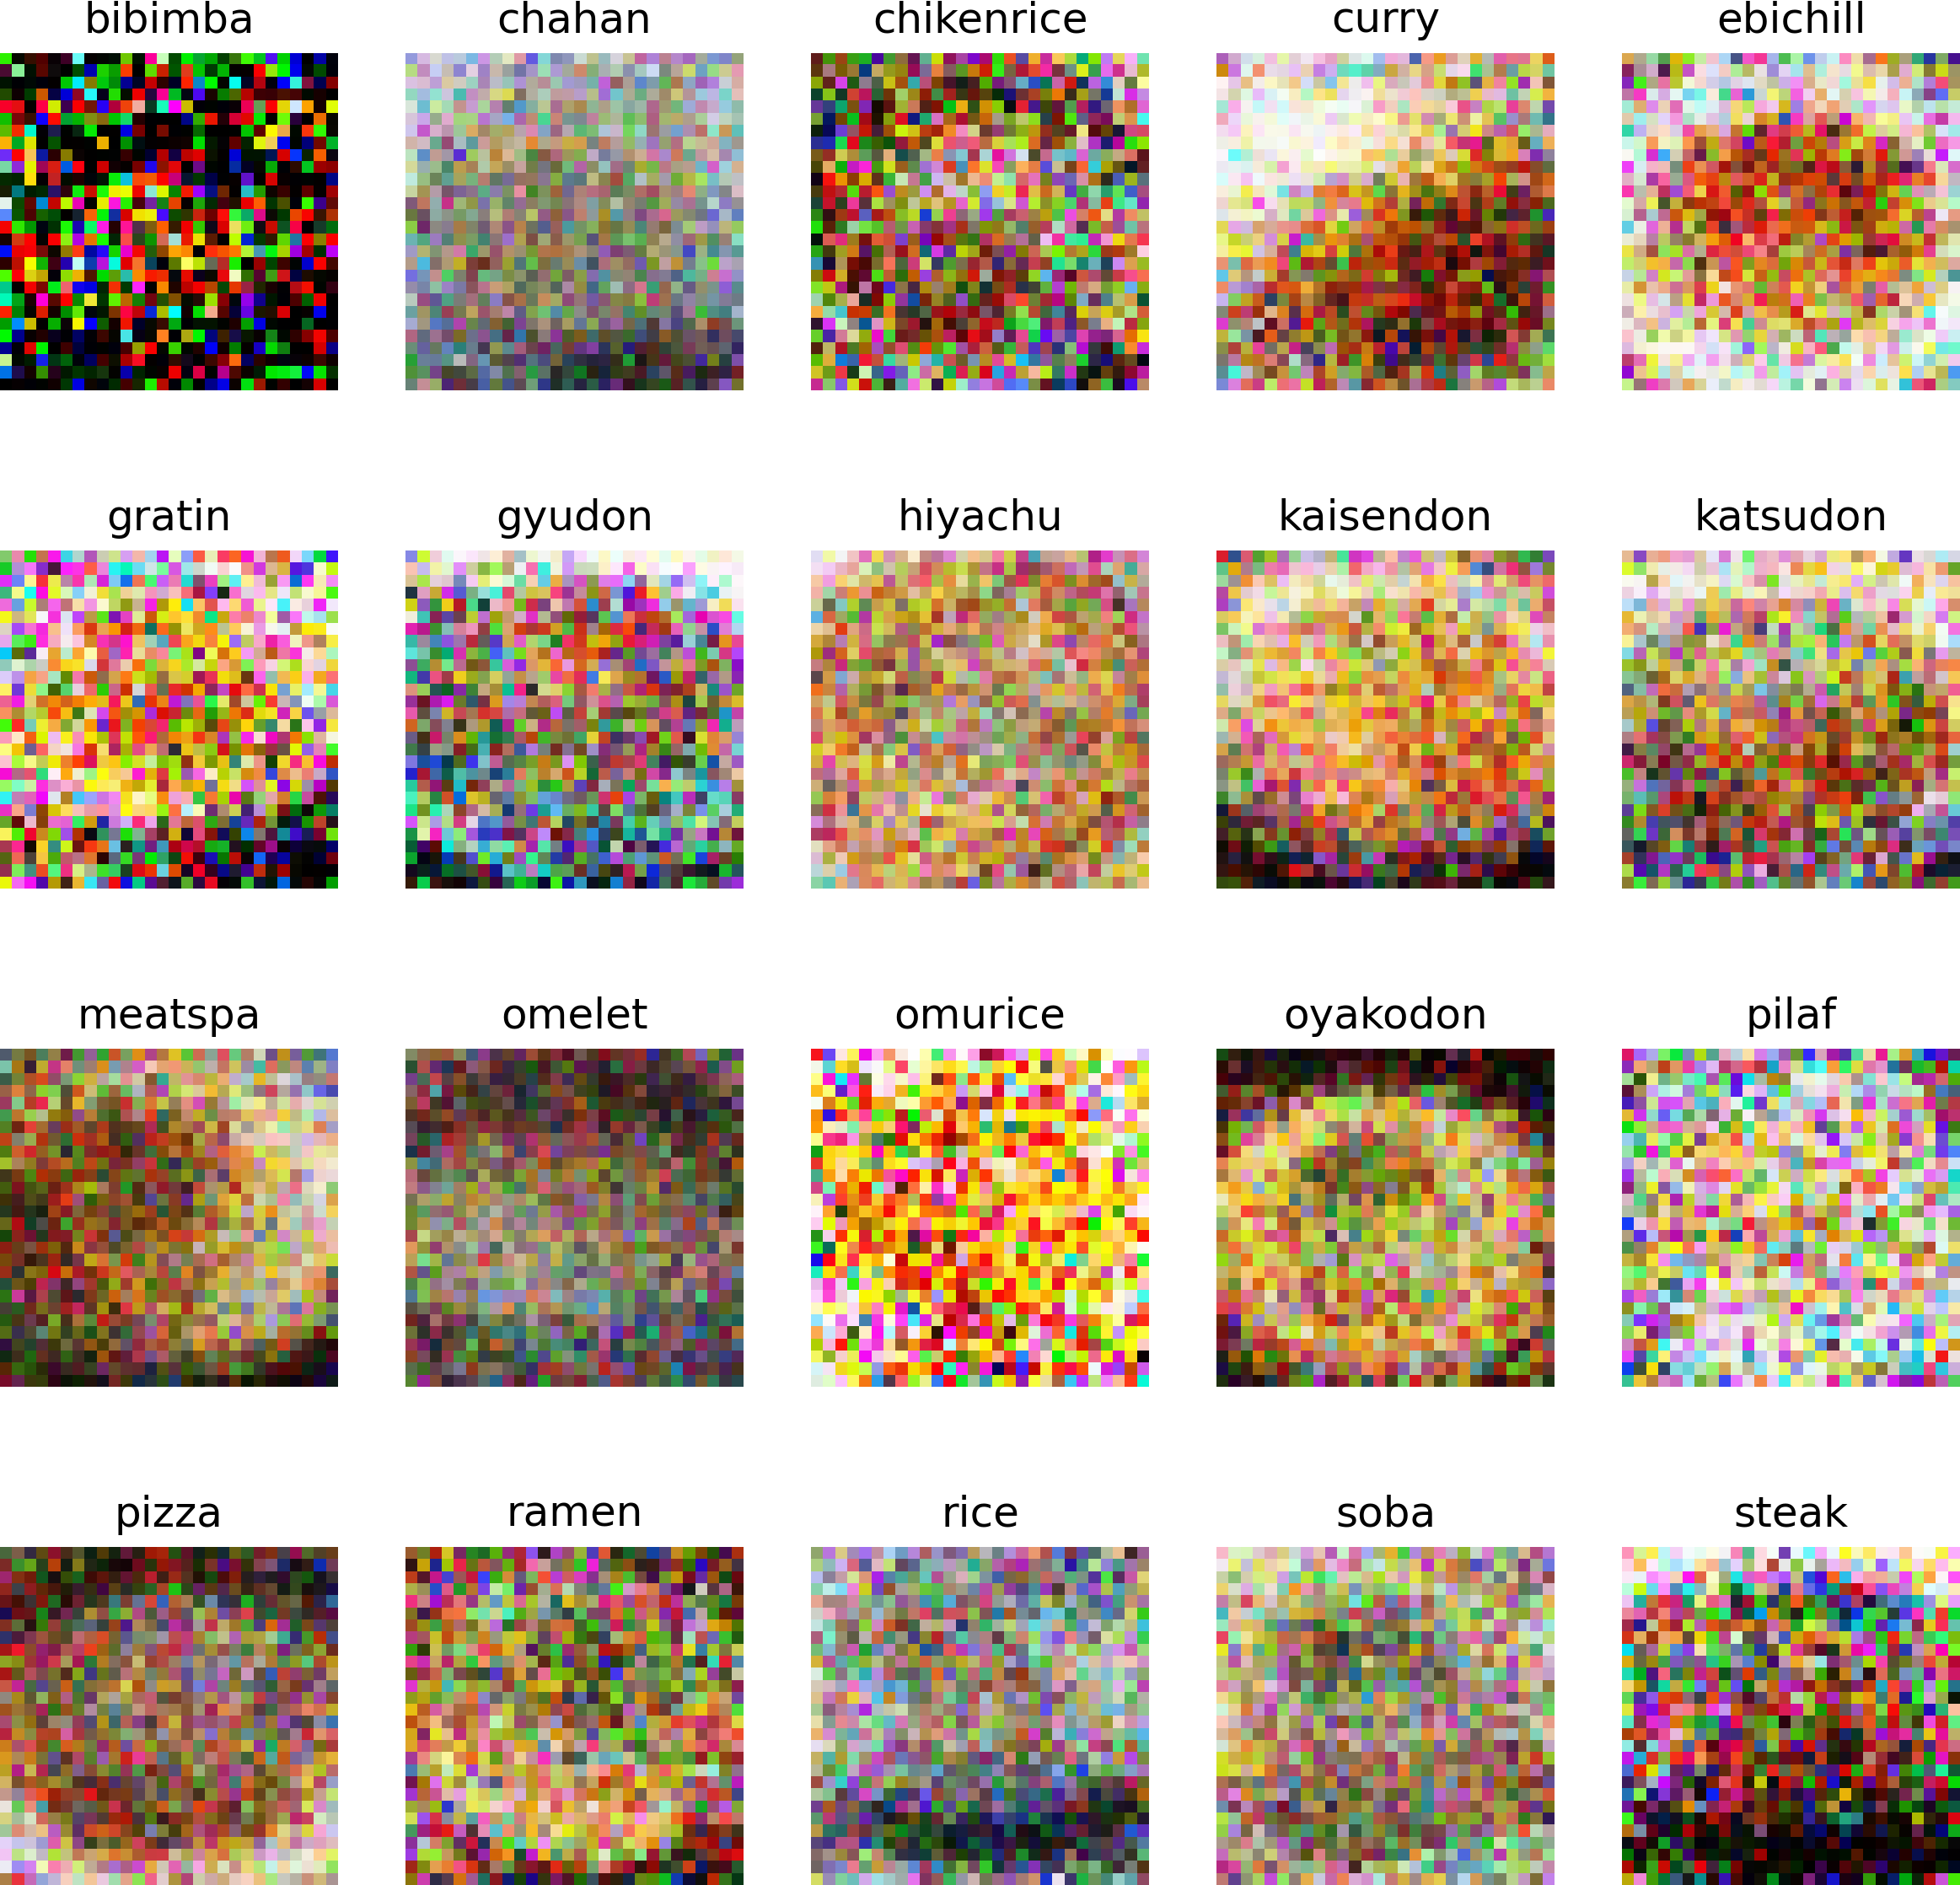 bibimba chahan chikenrice curry ebichill
gratin gyudon hiyachu kaisendon katsudon
meatspa omelet omurice oyakodon pilaf
pizza ramen rice soba steak